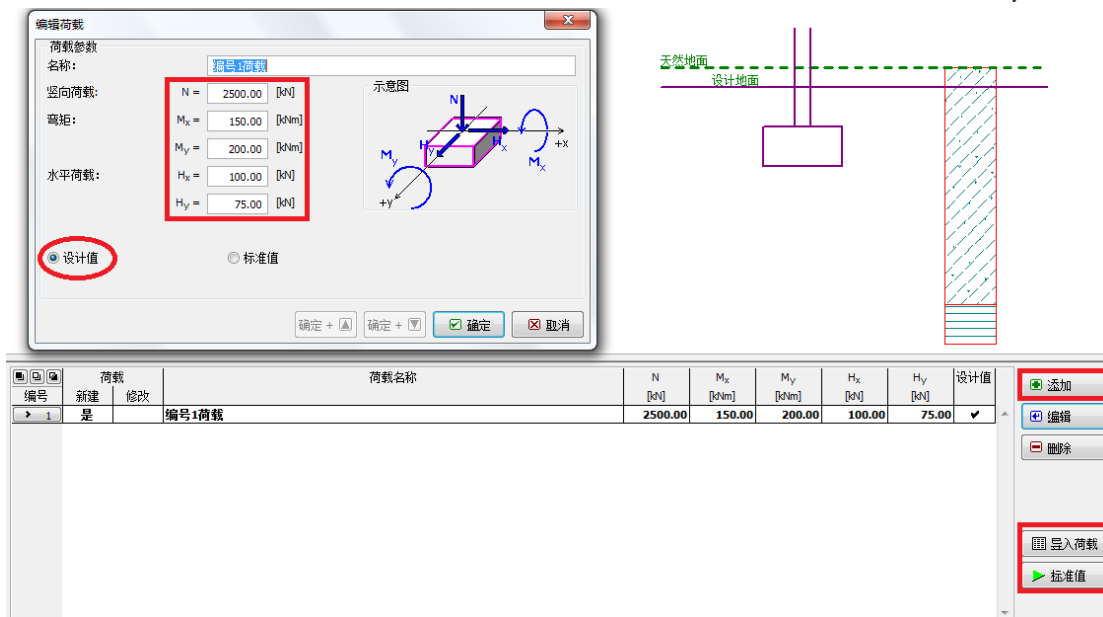 编辑荷载
荷载参数
名称: 编号1荷载
竖向荷载: N = 2500.00 [kN]
弯矩: Mx = 150.00 [kNm]
My = 200.00 [kNm]
水平荷载: Hx = 100.00 [kN]
Hy = 75.00 [kN]
示意图
N
Hy
Hx
+x
My
Mx
+y
设计值 标准值
确定 + 确定 + 确定 取消
天然地面
设计地面
编号 荷载 荷载名称 N Mx My Hx Hy 设计值
新建 修改 [kN] [kNm] [kNm] [kN] [kN]
1 是 编号1荷载 2500.00 150.00 200.00 100.00 75.00 ✔
添加
编辑
删除
导入荷载
标准值